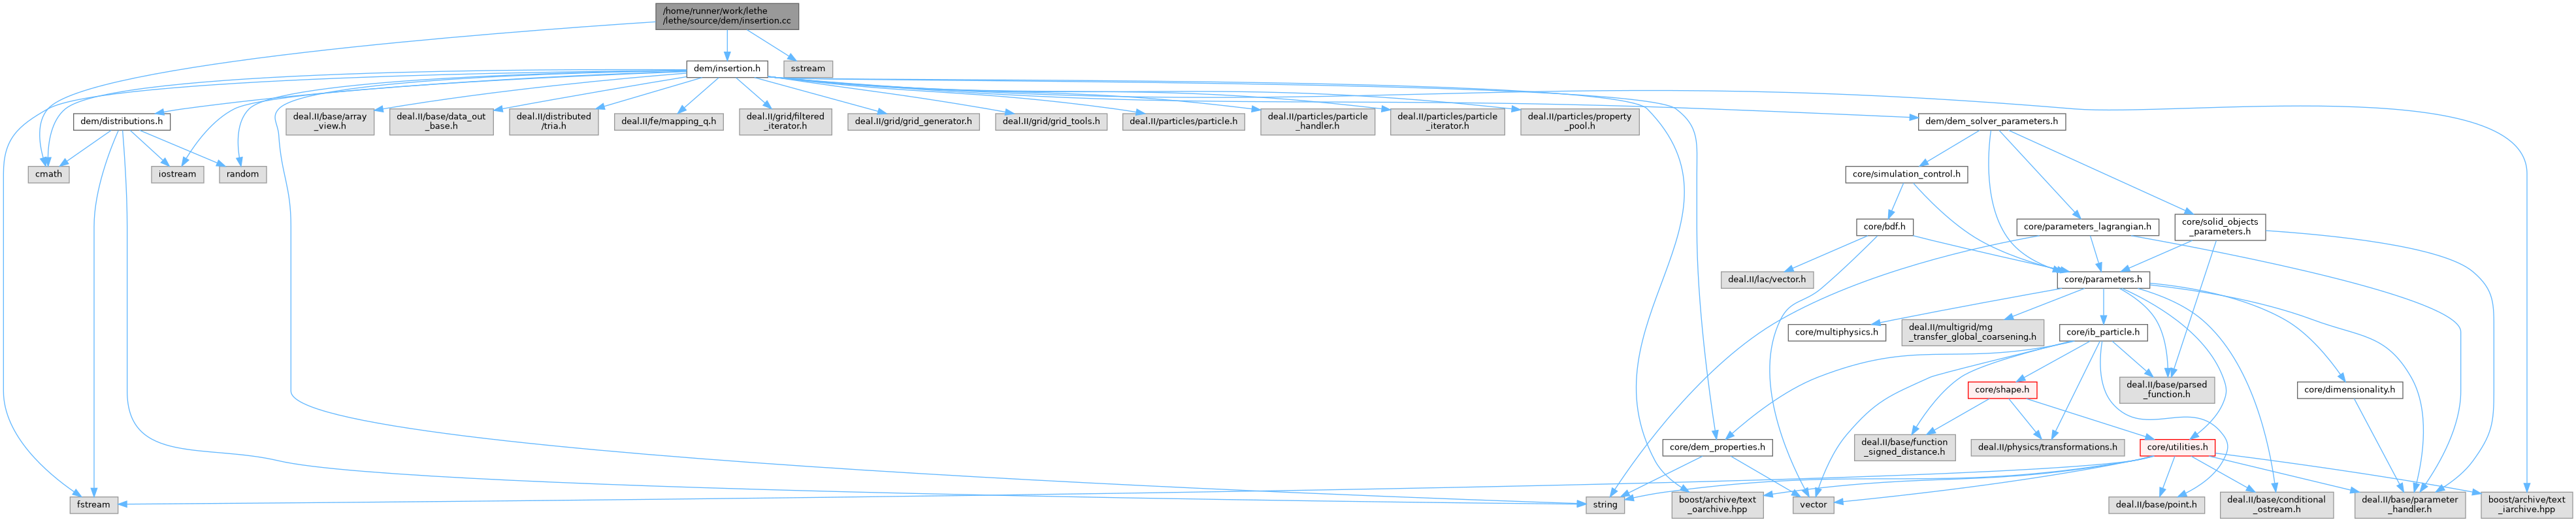 /home/runner/work/lethe
/lethe/source/dem/insertion.cc
dem/insertion.h
sstream
dem/distributions.h
deal.II/base/array
_view.h
deal.II/base/data_out
_base.h
deal.II/distributed
/tria.h
deal.II/fe/mapping_q.h
deal.II/grid/filtered
_iterator.h
deal.II/grid/grid_generator.h
deal.II/grid/grid_tools.h
deal.II/particles/particle.h
deal.II/particles/particle
_handler.h
deal.II/particles/particle
_iterator.h
deal.II/particles/property
_pool.h
dem/dem_solver_parameters.h
cmath
iostream
random
core/simulation_control.h
core/bdf.h
core/parameters_lagrangian.h
core/solid_objects
_parameters.h
deal.II/lac/vector.h
core/parameters.h
core/multiphysics.h
deal.II/multigrid/mg
_transfer_global_coarsening.h
core/ib_particle.h
core/shape.h
deal.II/base/parsed
_function.h
core/dimensionality.h
core/dem_properties.h
deal.II/base/function
_signed_distance.h
deal.II/physics/transformations.h
core/utilities.h
fstream
string
boost/archive/text
_oarchive.hpp
vector
deal.II/base/point.h
deal.II/base/conditional
_ostream.h
deal.II/base/parameter
_handler.h
boost/archive/text
_iarchive.hpp